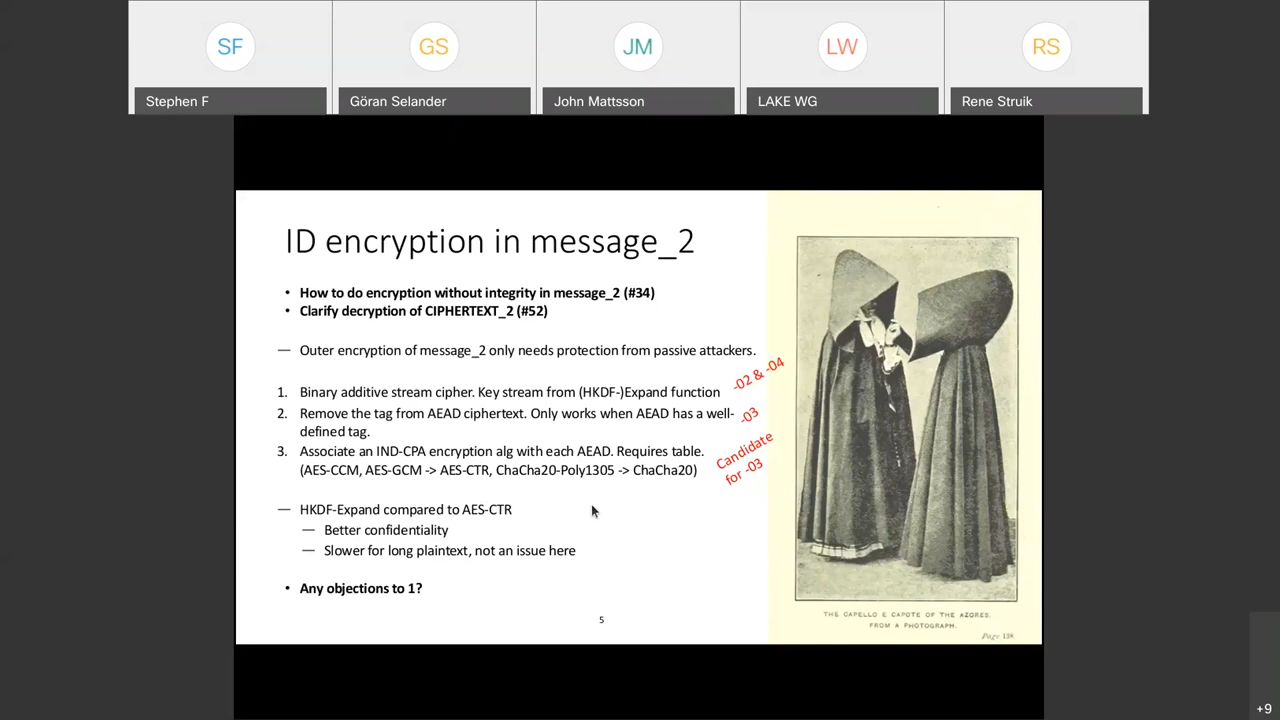 SF
GS
JM
LW
RS
Stephen F
Göran Selander
John Mattsson
LAKE WG
Rene Struik
ID encryption in message_2
• How to do encryption without integrity in message_2 (#34)
• Clarify decryption of CIPHERTEXT_2 (#52)
— Outer encryption of message_2 only needs protection from passive attackers.
1. Binary additive stream cipher. Key stream from (HKDF-)Expand function
-02 & -04
2. Remove the tag from AEAD ciphertext. Only works when AEAD has a well-
defined tag.
-03
3. Associate an IND-CPA encryption alg with each AEAD. Requires table.
(AES-CCM, AES-GCM -> AES-CTR, ChaCha20-Poly1305 -> ChaCha20)
Candidate
for -03
— HKDF-Expand compared to AES-CTR
— Better confidentiality
— Slower for long plaintext, not an issue here
• Any objections to 1?
5
THE CAPELLO E CAPOTE OF THE AZORES.
FROM A PHOTOGRAPH.
Page 138
+9